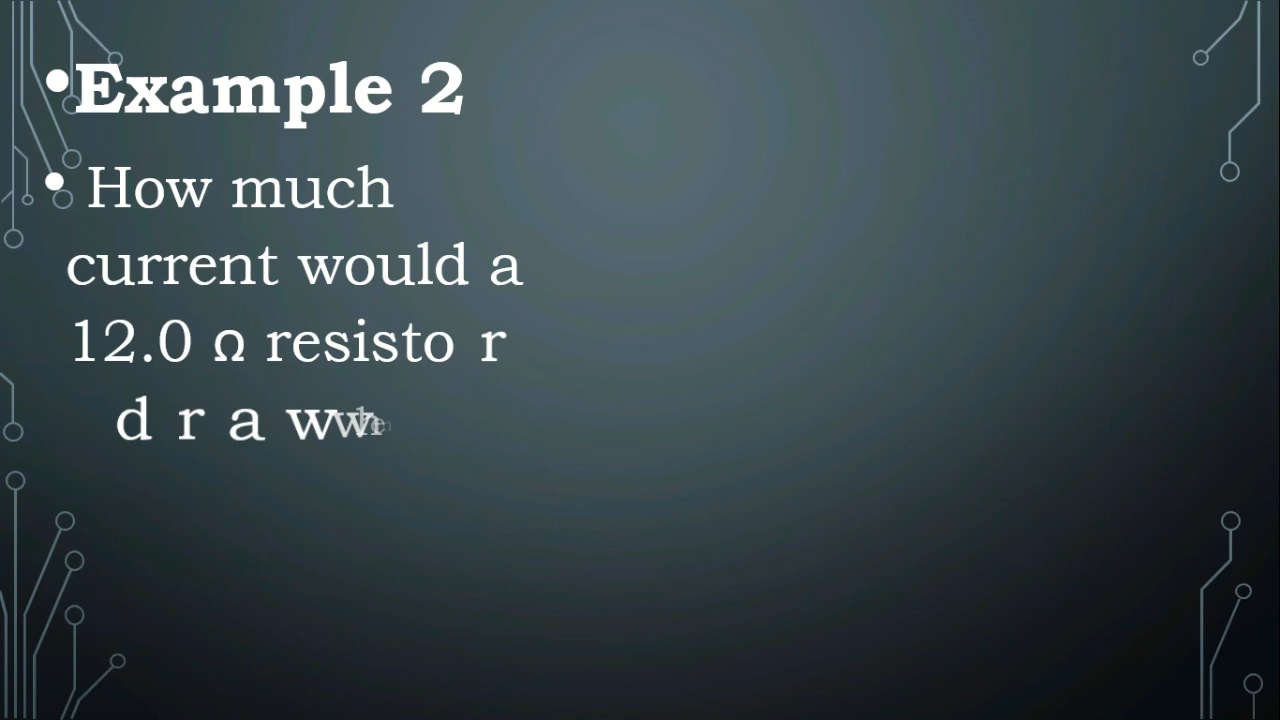 •Example 2
• How much
current would a
12.0 Ω resisto r
d r a w